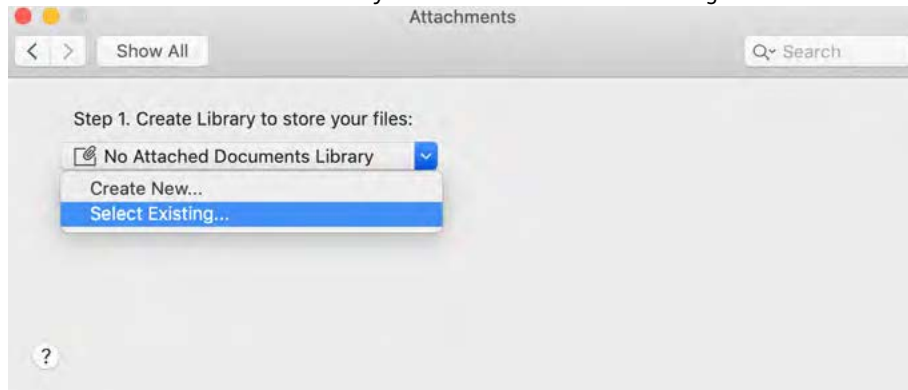 Attachments
Show All
Search
Step 1. Create Library to store your files:
No Attached Documents Library
Create New...
Select Existing...
?